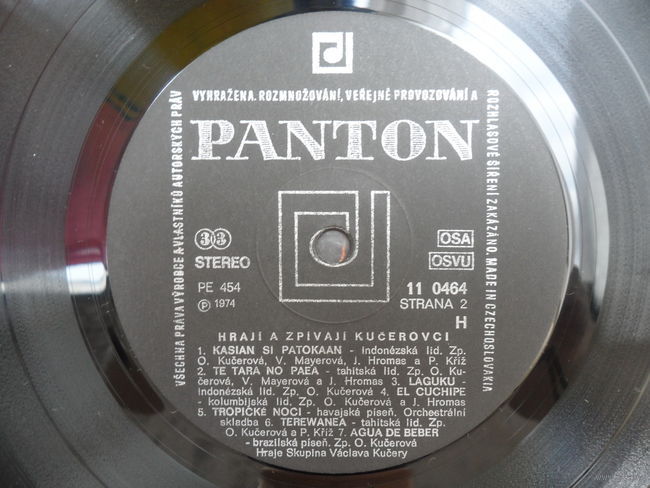 VYHRAŽENA. ROZMNOŽOVÁNÍ, VEŘEJNÉ PROVOZOVÁNÍ A
ROZHLASOVÉ ŠÍŘENÍ ZAKÁZÁNO. MADE IN CZECHOSLOVAKIA
VŠECHNA PRÁVA VÝROBCE A VLASTNÍKŮ AUTORSKÝCH PRÁV
PANTON
33
STEREO
OSA
OSVU
PE 454
11 0464
Ⓟ 1974
STRANA 2
H
HRAJÍ A ZPÍVAJÍ KUČEROVCI
1. KASIAN SI PATOKAAN - indonézská lid. Zp.
O. Kučerová, V. Mayerová, J. Hromas a P. Kříž
2. TE TARA NO PAEA - tahitská lid. Zp. O. Ku-
čerová, V. Mayerová a J. Hromas 3. LAGUKU -
indonézská lid. Zp. O. Kučerová 4. EL CUCHIPE
- kolumbijská lid. Zp. O. Kučerová a J. Hromas
5. TROPICKÉ NOCI - havajská píseň. Orchestrální
skladba 6. TEREWANEA - tahitská lid. Zp.
O. Kučerová a P. Kříž 7. AGUA DE BEBER
- brazilská píseň. Zp. O. Kučerová
Hraje Skupina Václava Kučery